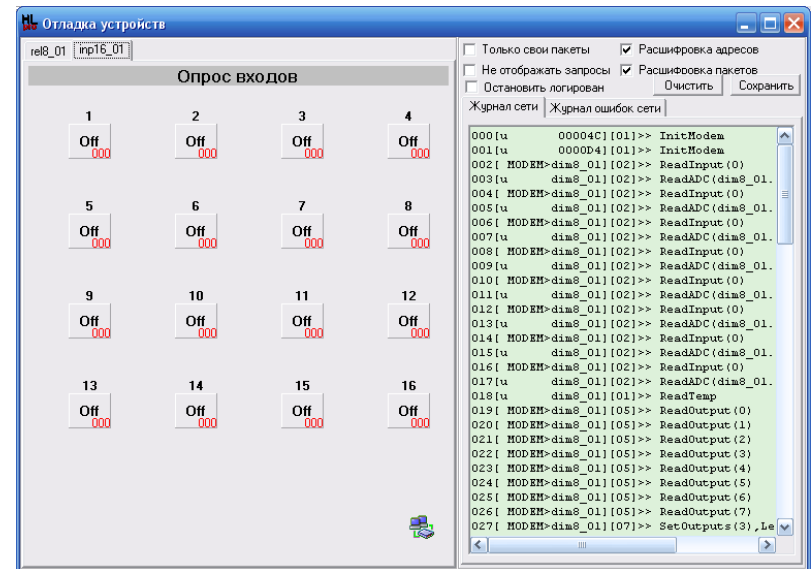 HL pro Отладка устройств
rel8_01 inp16_01
Опрос входов
1 2 3 4
Off Off Off Off
000 000 000 000
5 6 7 8
Off Off Off Off
000 000 000 000
9 10 11 12
Off Off Off Off
000 000 000 000
13 14 15 16
Off Off Off Off
000 000 000 000
Только свои пакеты Расшифровка адресов
Не отображать запросы Расшифровка пакетов
Остановить логирован Очистить Сохранить
Журнал сети Журнал ошибок сети
000[u 00004C][01]>> InitModem
001[u 0000D4][01]>> InitModem
002[ MODEM>dim8_01][02]>> ReadInput(0)
003[u dim8_01][02]>> ReadADC(dim8_01.
004[ MODEM>dim8_01][02]>> ReadInput(0)
005[u dim8_01][02]>> ReadADC(dim8_01.
006[ MODEM>dim8_01][02]>> ReadInput(0)
007[u dim8_01][02]>> ReadADC(dim8_01.
008[ MODEM>dim8_01][02]>> ReadInput(0)
009[u dim8_01][02]>> ReadADC(dim8_01.
010[ MODEM>dim8_01][02]>> ReadInput(0)
011[u dim8_01][02]>> ReadADC(dim8_01.
012[ MODEM>dim8_01][02]>> ReadInput(0)
013[u dim8_01][02]>> ReadADC(dim8_01.
014[ MODEM>dim8_01][02]>> ReadInput(0)
015[u dim8_01][02]>> ReadADC(dim8_01.
016[ MODEM>dim8_01][02]>> ReadInput(0)
017[u dim8_01][02]>> ReadADC(dim8_01.
018[u dim8_01][01]>> ReadTemp
019[ MODEM>dim8_01][05]>> ReadOutput(0)
020[ MODEM>dim8_01][05]>> ReadOutput(1)
021[ MODEM>dim8_01][05]>> ReadOutput(2)
022[ MODEM>dim8_01][05]>> ReadOutput(3)
023[ MODEM>dim8_01][05]>> ReadOutput(4)
024[ MODEM>dim8_01][05]>> ReadOutput(5)
025[ MODEM>dim8_01][05]>> ReadOutput(6)
026[ MODEM>dim8_01][05]>> ReadOutput(7)
027[ MODEM>dim8_01][07]>> SetOutputs(3),Le